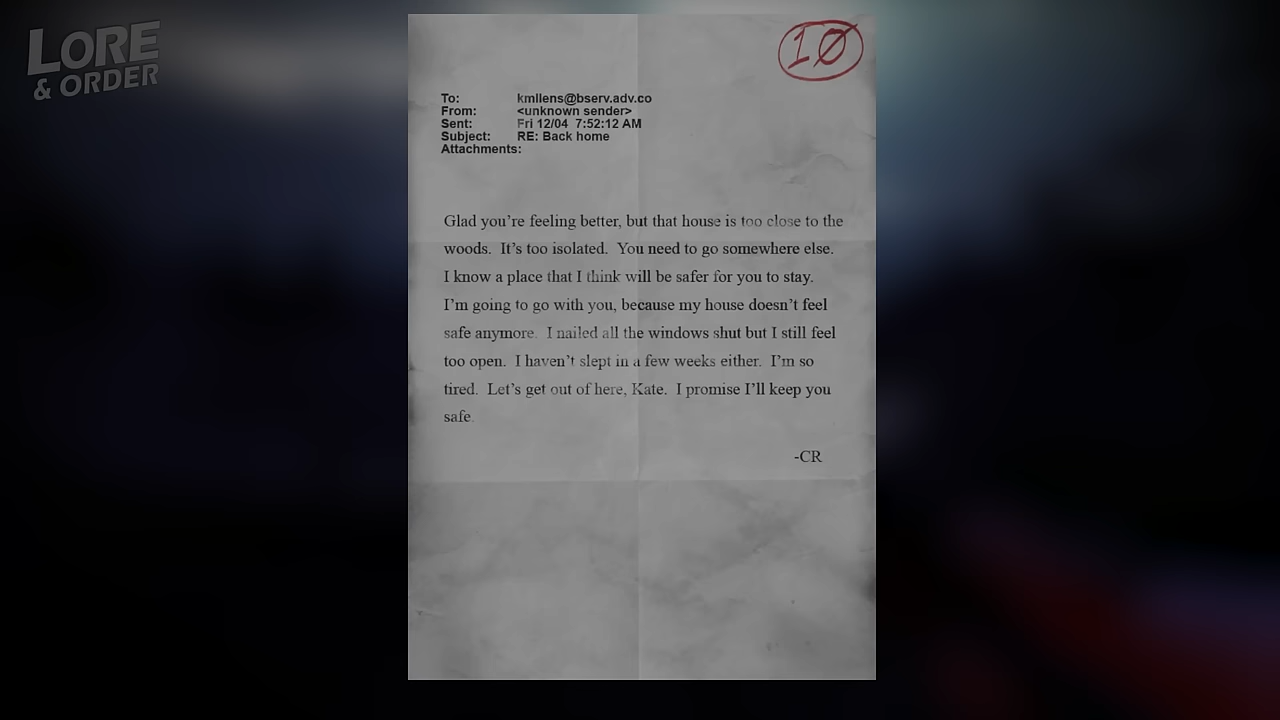 LORE
& ORDER
10
To: kmilens@bserv.adv.co
From: <unknown sender>
Sent: Fri 12/04 7:52:12 AM
Subject: RE: Back home
Attachments:
Glad you're feeling better, but that house is too close to the
woods. It's too isolated. You need to go somewhere else.
I know a place that I think will be safer for you to stay.
I'm going to go with you, because my house doesn't feel
safe anymore. I nailed all the windows shut but I still feel
too open. I haven't slept in a few weeks either. I'm so
tired. Let's get out of here, Kate. I promise I'll keep you
safe.
-CR